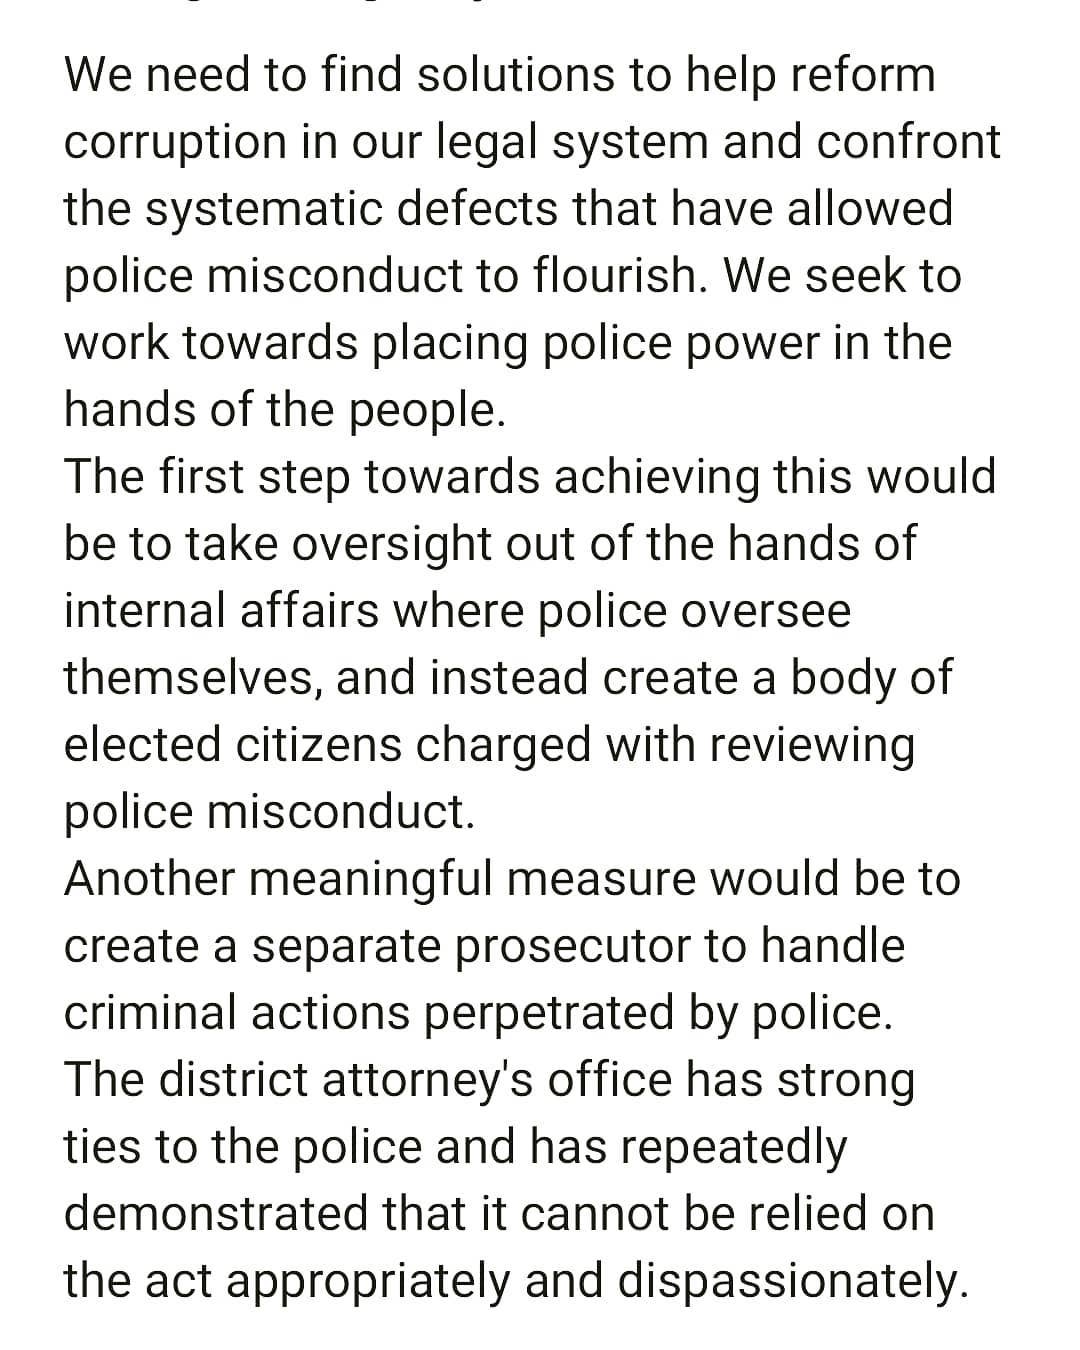 We need to find solutions to help reform
corruption in our legal system and confront
the systematic defects that have allowed
police misconduct to flourish. We seek to
work towards placing police power in the
hands of the people.
The first step towards achieving this would
be to take oversight out of the hands of
internal affairs where police oversee
themselves, and instead create a body of
elected citizens charged with reviewing
police misconduct.
Another meaningful measure would be to
create a separate prosecutor to handle
criminal actions perpetrated by police.
The district attorney's office has strong
ties to the police and has repeatedly
demonstrated that it cannot be relied on
the act appropriately and dispassionately.